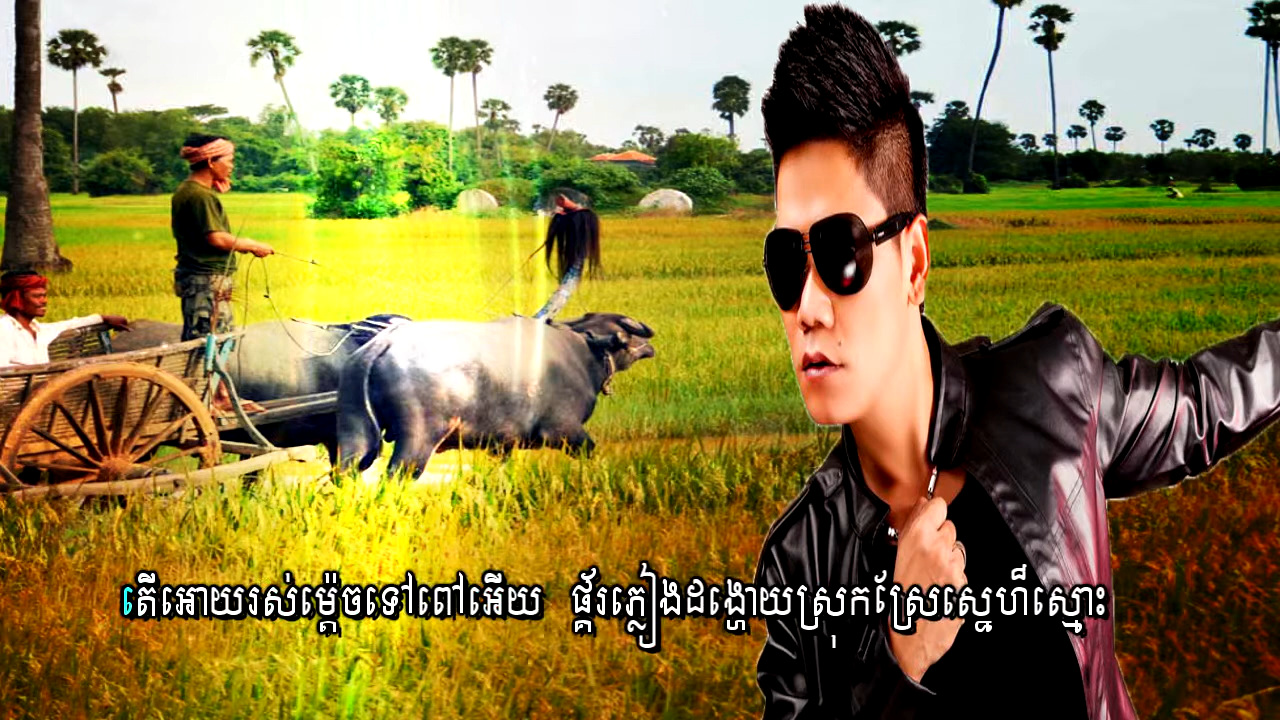 តើអោយរស់ម្ដ៉េចទៅពៅអើយ ផ្គ័រភ្លៀងដង្ហោយស្រុកស្រែស្នេហ៏ស្មោះ